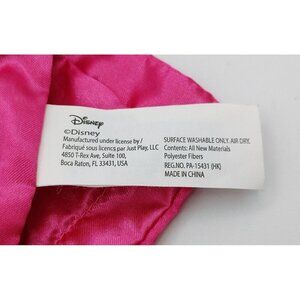 Disney
©Disney
Manufactured under license by/
Fabriqué sous licencs par Just Play, LLC
4850 T-Rex Ave, Suite 100,
Boca Raton, FL 33431, USA
SURFACE WASHABLE ONLY. AIR DRY.
Contents: All New Materials
Polyester Fibers
REG.NO. PA-15431 (HK)
MADE IN CHINA